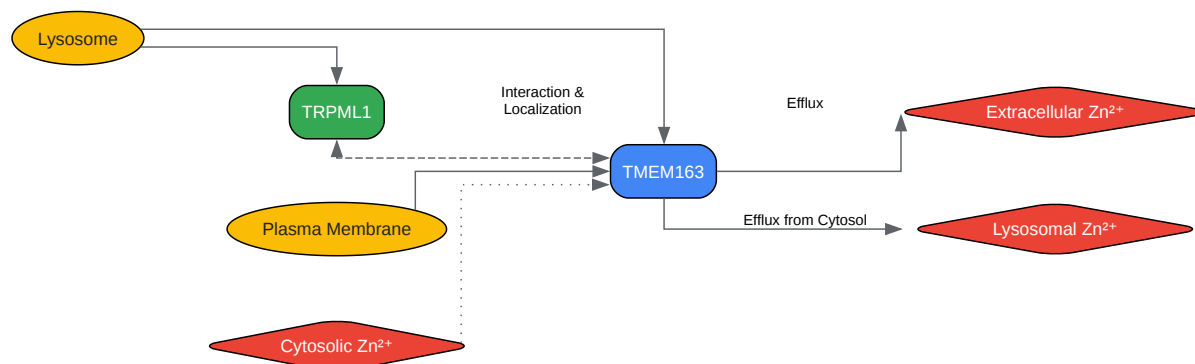 Lysosome
TRPML1
Interaction &
Localization
Efflux
Extracellular Zn²⁺
TMEM163
Plasma Membrane
Efflux from Cytosol
Lysosomal Zn²⁺
Cytosolic Zn²⁺